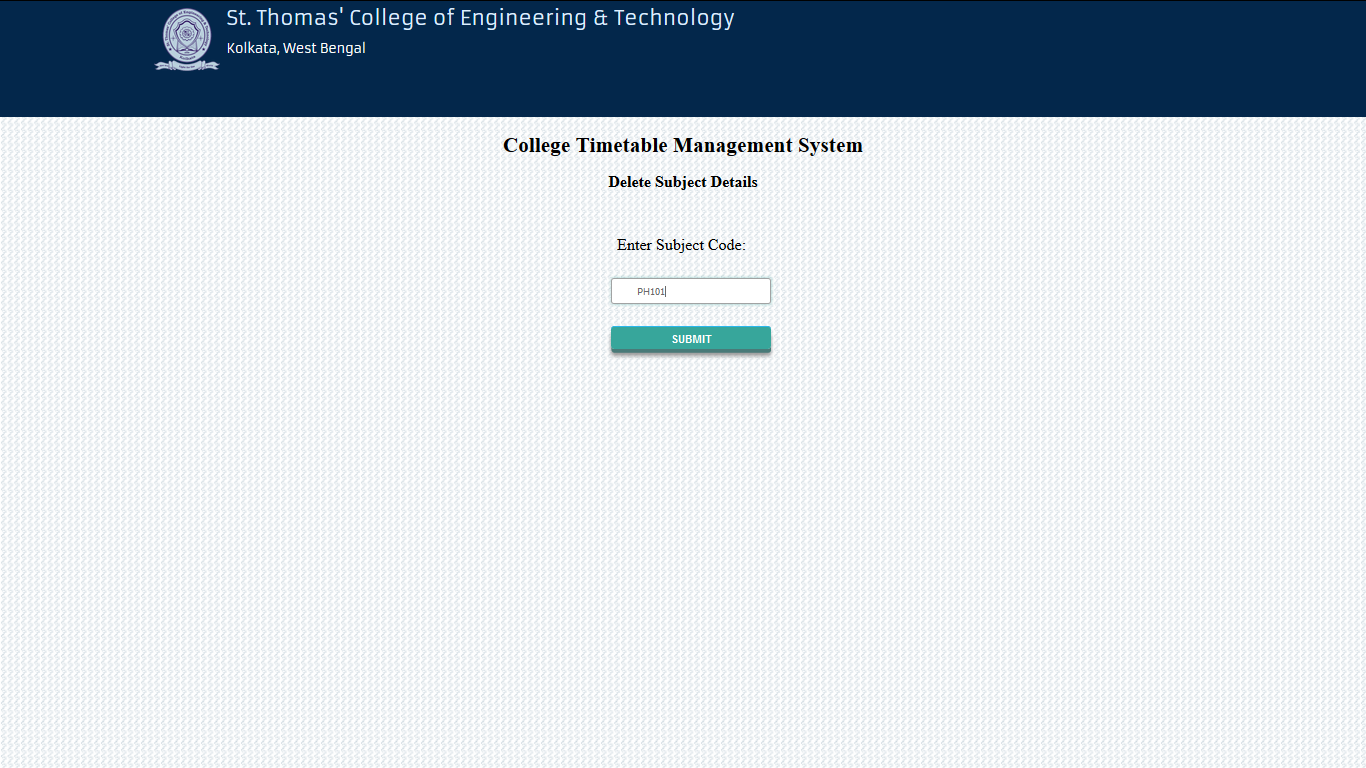 St. Thomas' College of Engineering & Technology
Kolkata, West Bengal
College Timetable Management System
Delete Subject Details
Enter Subject Code:
PH101
SUBMIT